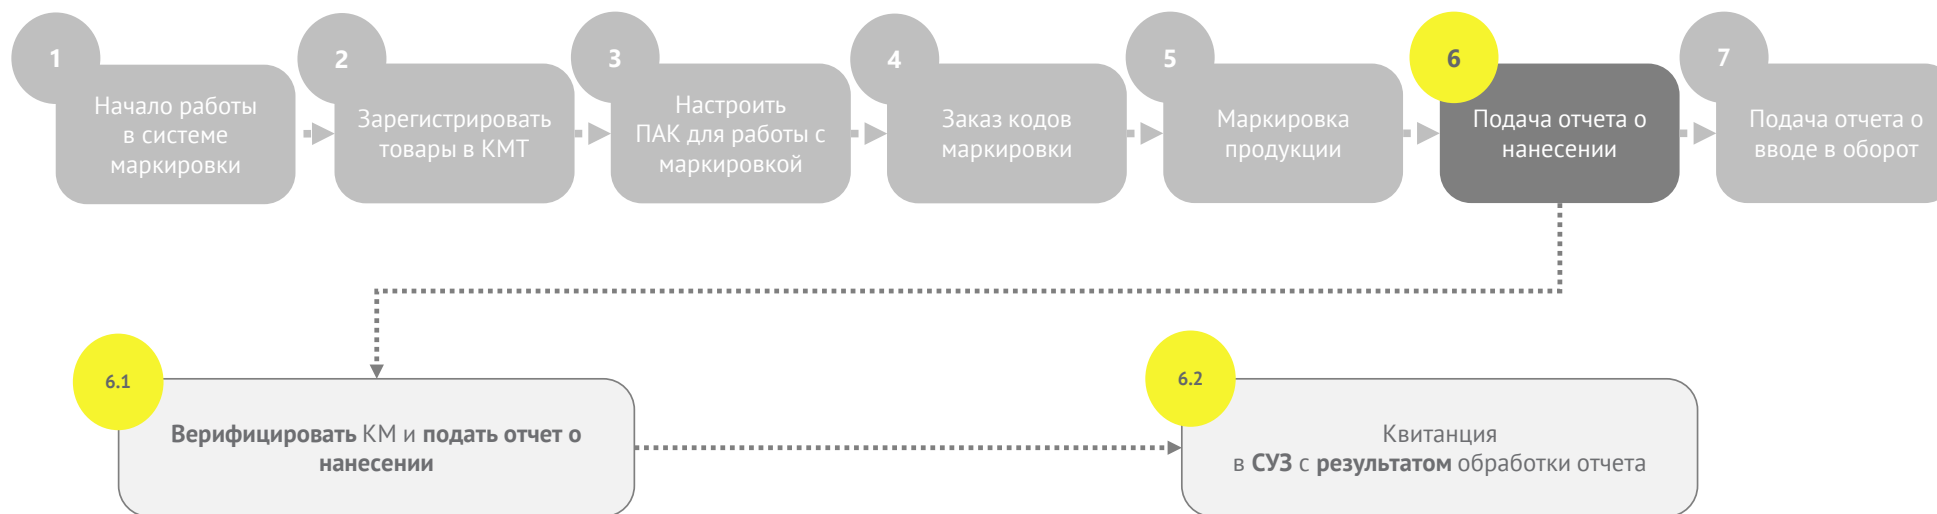 1
Начало работы
в системе
маркировки
2
Зарегистрировать
товары в КМТ
3
Настроить
ПАК для работы с
маркировкой
4
Заказ кодов
маркировки
5
Маркировка
продукции
6
Подача отчета о
нанесении
7
Подача отчета о
вводе в оборот
6.1
Верифицировать КМ и подать отчет о
нанесении
6.2
Квитанция
в СУЗ с результатом обработки отчета